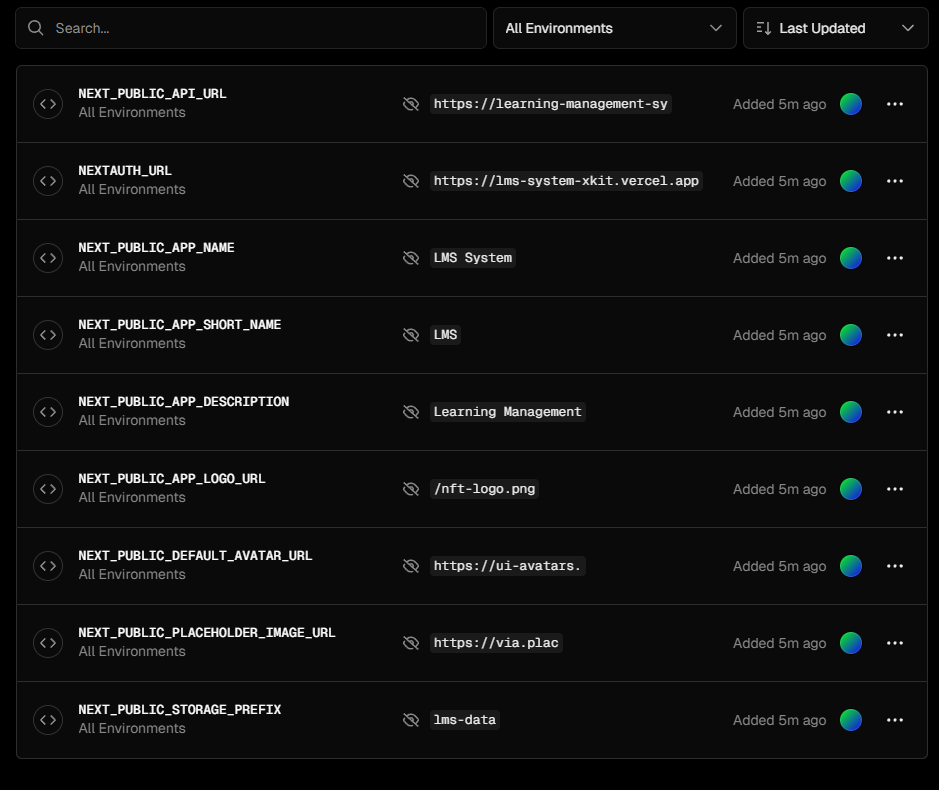 Search...
All Environments
Last Updated
NEXT_PUBLIC_API_URL
All Environments
https://learning-management-sy
Added 5m ago
NEXTAUTH_URL
All Environments
https://lms-system-xkit.vercel.app
Added 5m ago
NEXT_PUBLIC_APP_NAME
All Environments
LMS System
Added 5m ago
NEXT_PUBLIC_APP_SHORT_NAME
All Environments
LMS
Added 5m ago
NEXT_PUBLIC_APP_DESCRIPTION
All Environments
Learning Management
Added 5m ago
NEXT_PUBLIC_APP_LOGO_URL
All Environments
/nft-logo.png
Added 5m ago
NEXT_PUBLIC_DEFAULT_AVATAR_URL
All Environments
https://ui-avatars.
Added 5m ago
NEXT_PUBLIC_PLACEHOLDER_IMAGE_URL
All Environments
https://via.plac
Added 5m ago
NEXT_PUBLIC_STORAGE_PREFIX
All Environments
lms-data
Added 5m ago